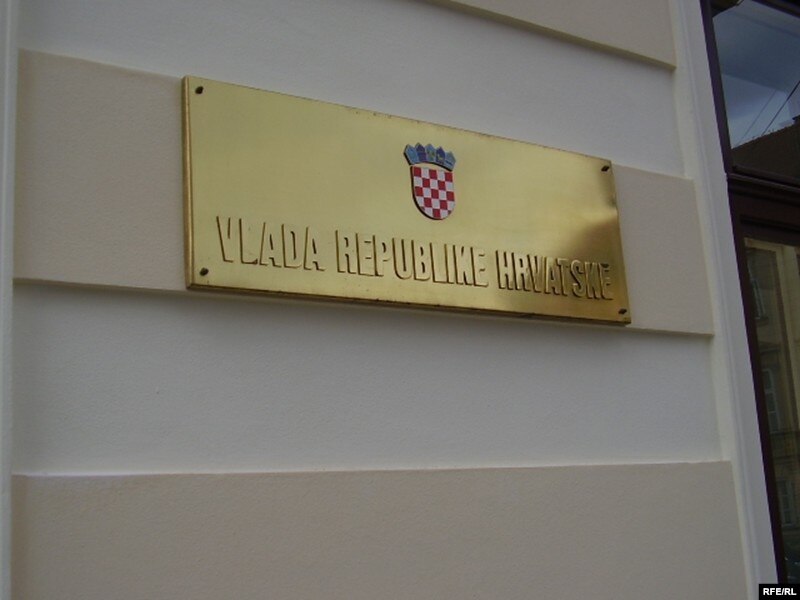 VLADA REPUBLIKE HRVATSKE
RFE/RL